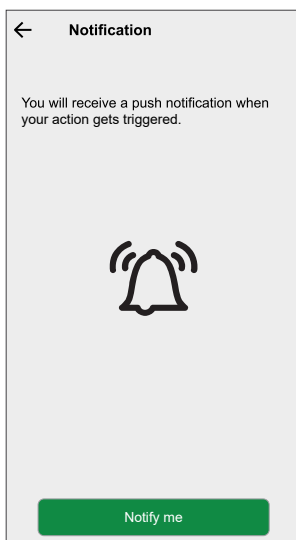 Notification
You will receive a push notification when
your action gets triggered.
Notify me